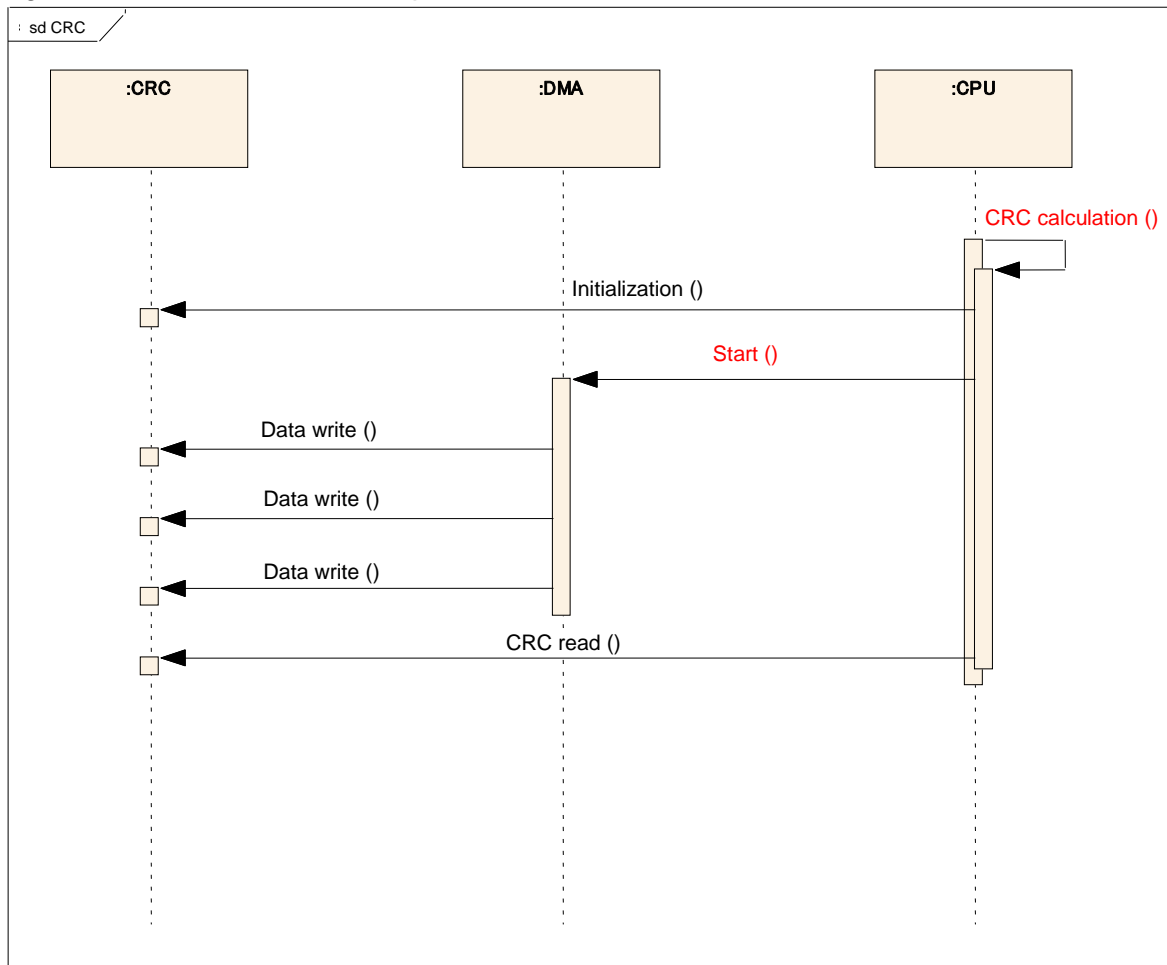 sd CRC
:CRC
:DMA
:CPU
CRC calculation ()
Initialization ()
Start ()
Data write ()
Data write ()
Data write ()
CRC read ()